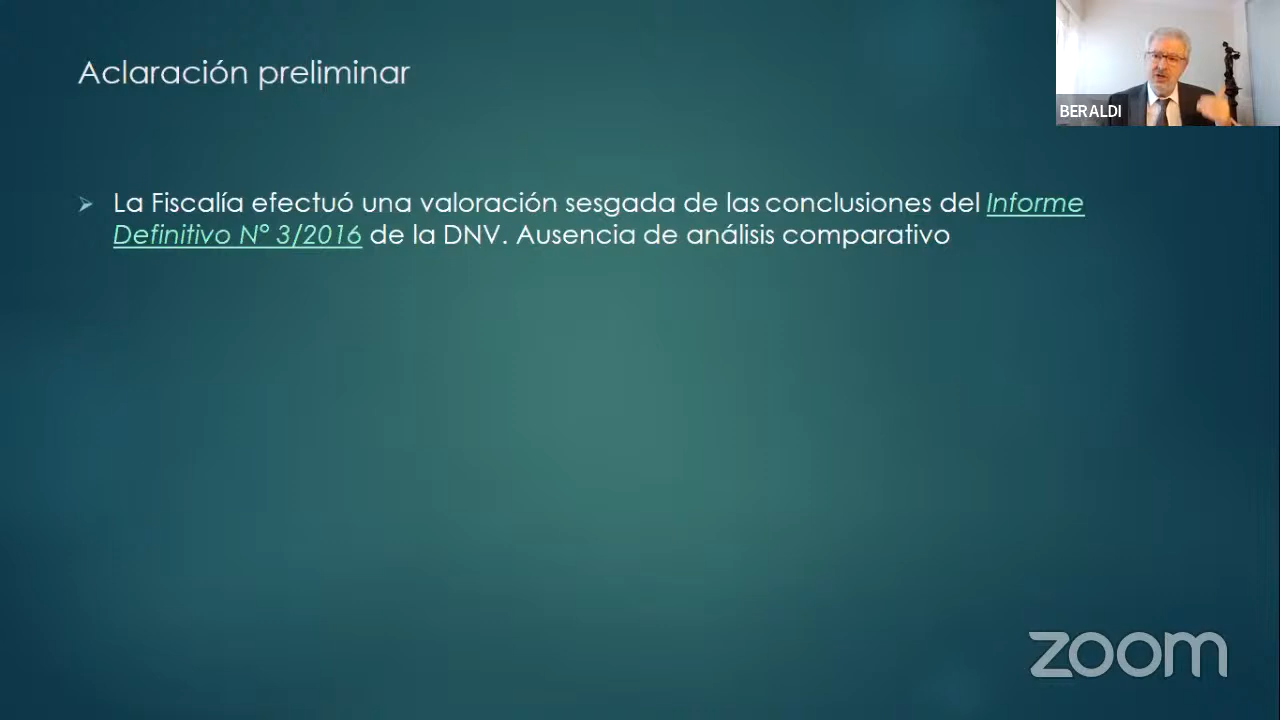 Aclaración preliminar
BERALDI
La Fiscalía efectuó una valoración sesgada de las conclusiones del Informe
Definitivo N° 3/2016 de la DNV. Ausencia de análisis comparativo
zoom